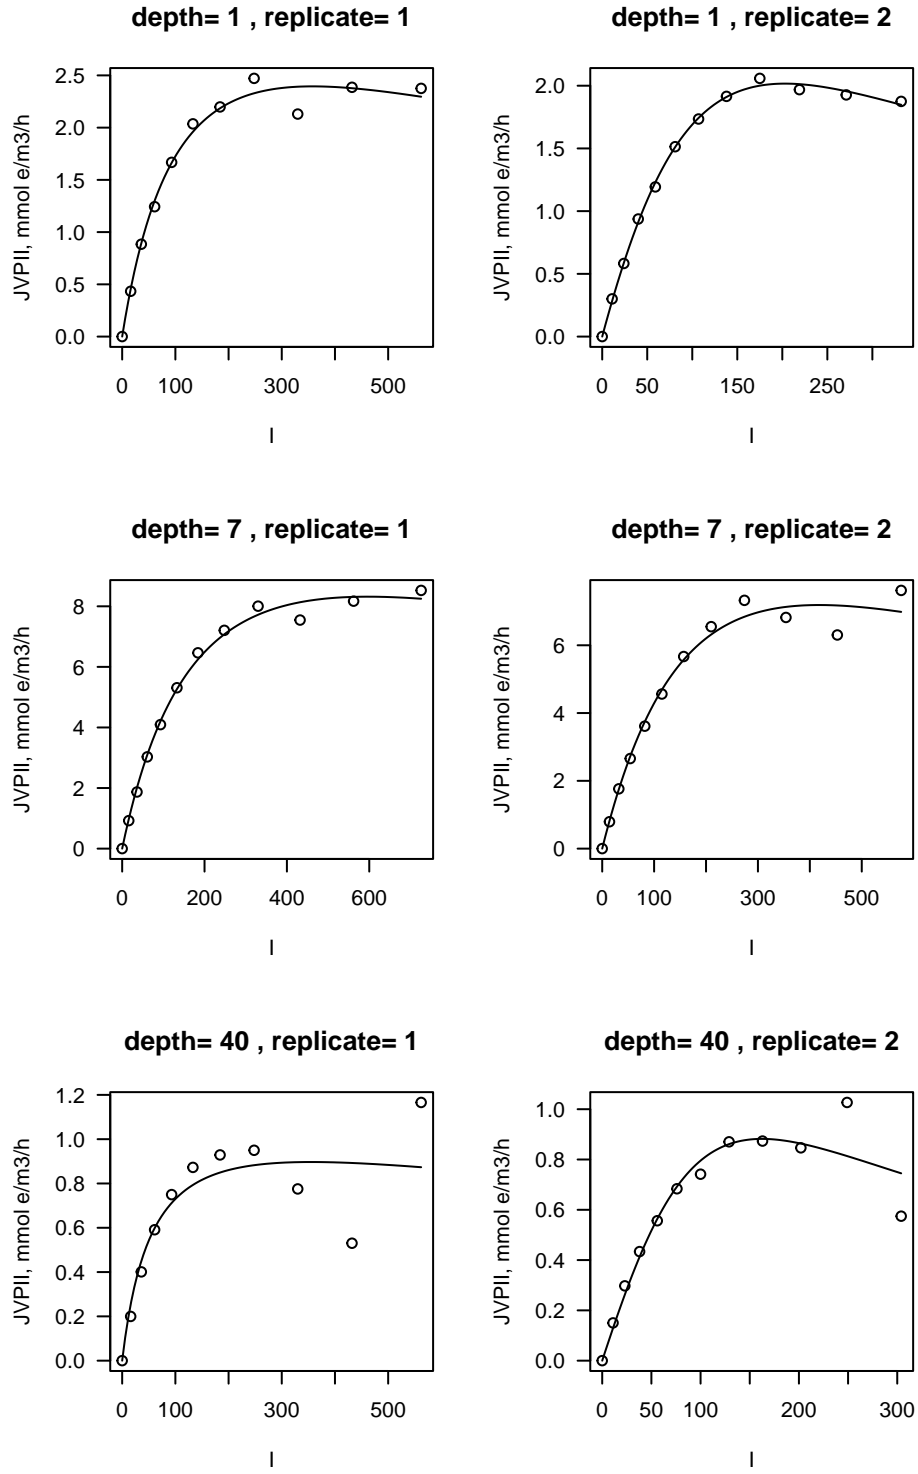 depth= 1 , replicate= 1
2.5
2.0
1.5
1.0
0.5
0.0
JVPII, mmol e/m3/h
0 100 300 500
I
depth= 1 , replicate= 2
2.0
1.5
1.0
0.5
0.0
JVPII, mmol e/m3/h
0 50 150 250
I
depth= 7 , replicate= 1
8
6
4
2
0
JVPII, mmol e/m3/h
0 200 400 600
I
depth= 7 , replicate= 2
6
4
2
0
JVPII, mmol e/m3/h
0 100 300 500
I
depth= 40 , replicate= 1
1.2
1.0
0.8
0.6
0.4
0.2
0.0
JVPII, mmol e/m3/h
0 100 300 500
I
depth= 40 , replicate= 2
1.0
0.8
0.6
0.4
0.2
0.0
JVPII, mmol e/m3/h
0 50 100 200 300
I